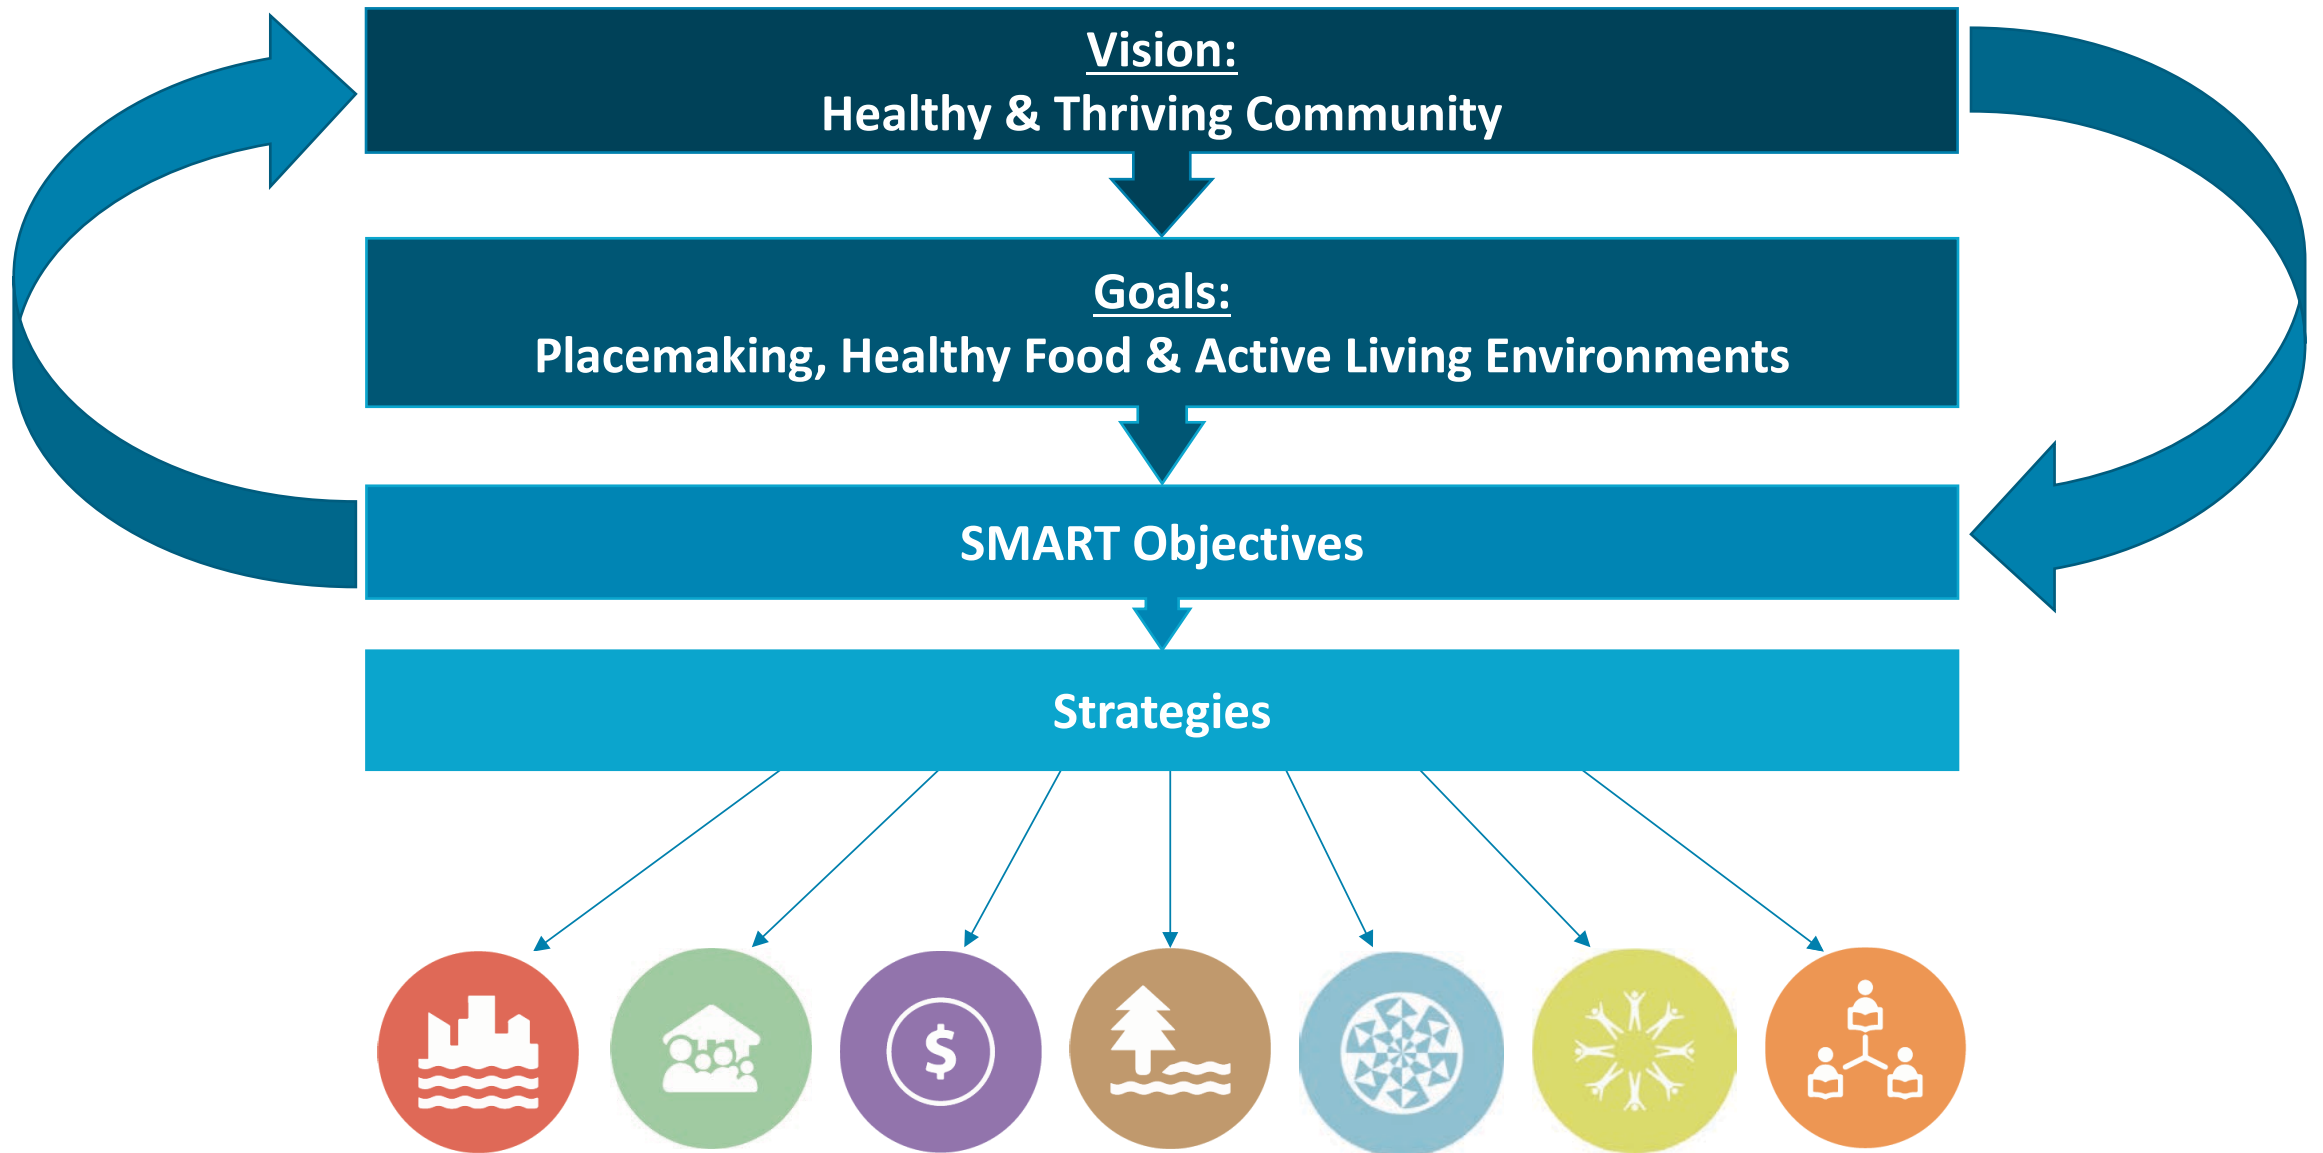 Vision:
Healthy & Thriving Community
Goals:
Placemaking, Healthy Food & Active Living Environments
SMART Objectives
Strategies
$